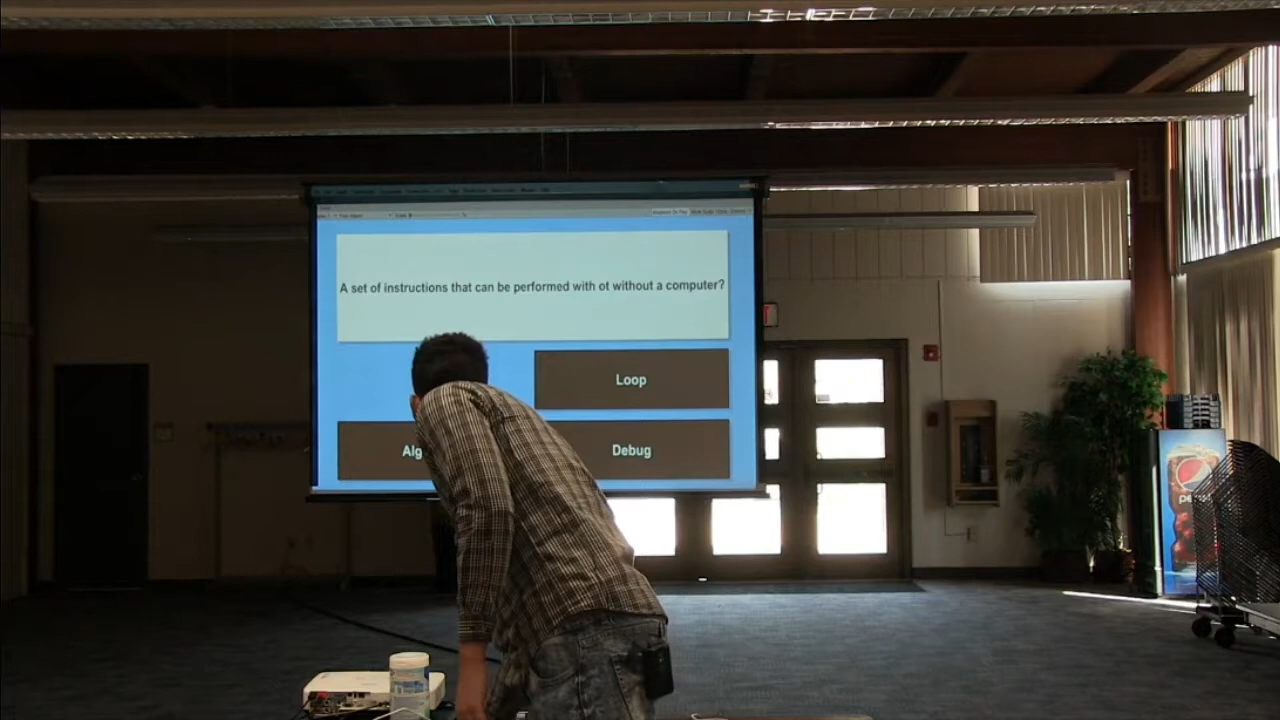 A set of instructions that can be performed with ot without a computer?
Loop
Alg
Debug